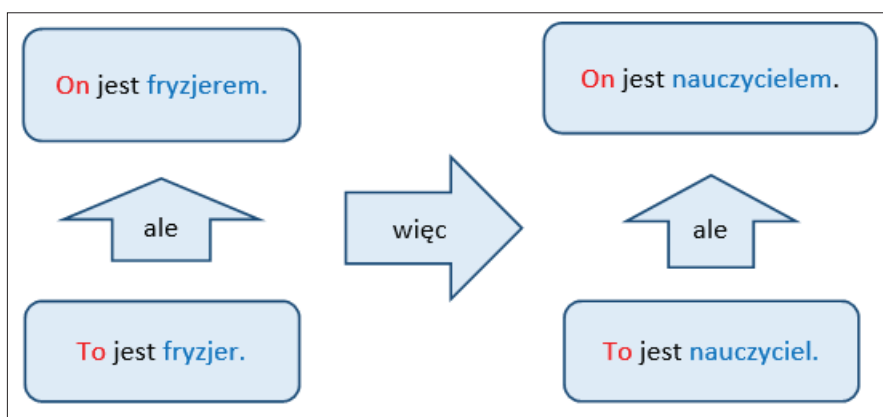 On jest fryzjerem.
On jest nauczycielem.
ale
więc
ale
To jest fryzjer.
To jest nauczyciel.